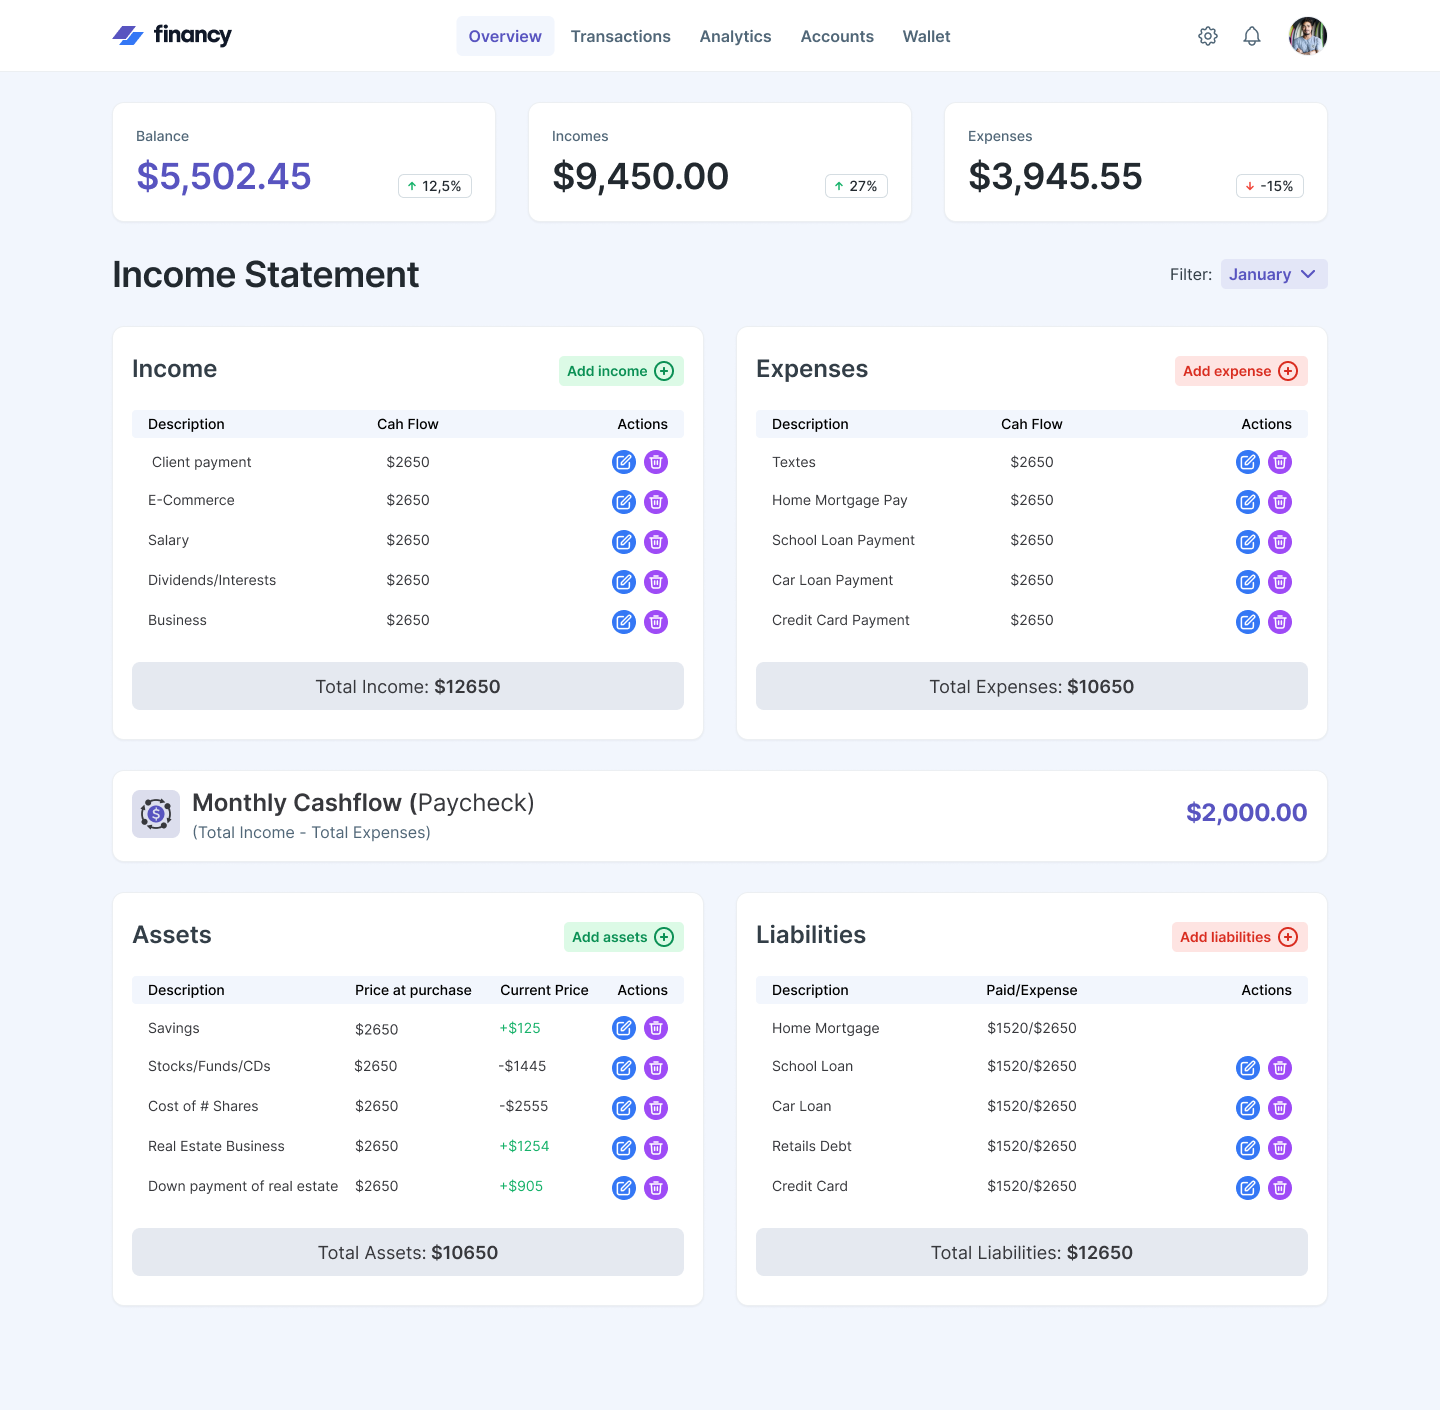 financy
Overview Transactions Analytics Accounts Wallet
Balance
$5,502.45
12,5%
Incomes
$9,450.00
27%
Expenses
$3,945.55
-15%
Income Statement
Filter: January
Income
Add income
Description Cah Flow Actions
Client payment $2650
E-Commerce $2650
Salary $2650
Dividends/Interests $2650
Business $2650
Total Income: $12650
Expenses
Add expense
Description Cah Flow Actions
Textes $2650
Home Mortgage Pay $2650
School Loan Payment $2650
Car Loan Payment $2650
Credit Card Payment $2650
Total Expenses: $10650
Monthly Cashflow (Paycheck)
(Total Income - Total Expenses)
$2,000.00
Assets
Add assets
Description Price at purchase Current Price Actions
Savings $2650 +$125
Stocks/Funds/CDs $2650 -$1445
Cost of # Shares $2650 -$2555
Real Estate Business $2650 +$1254
Down payment of real estate $2650 +$905
Total Assets: $10650
Liabilities
Add liabilities
Description Paid/Expense Actions
Home Mortgage $1520/$2650
School Loan $1520/$2650
Car Loan $1520/$2650
Retails Debt $1520/$2650
Credit Card $1520/$2650
Total Liabilities: $12650